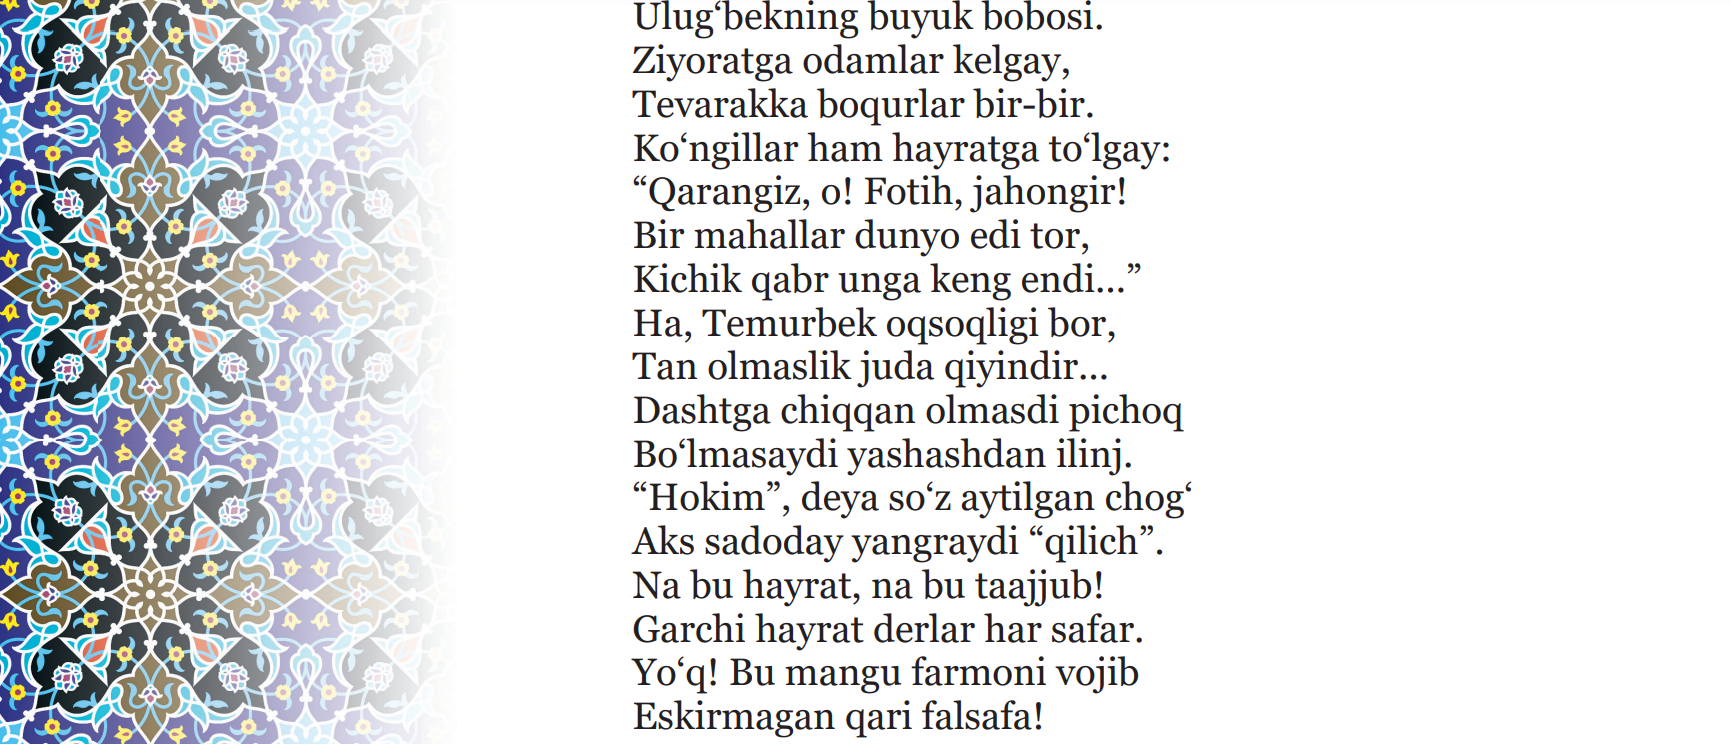 Ulug‘bekning buyuk bobosi.
Ziyoratga odamlar kelgay,
Tevarakka boqurlar bir-bir.
Ko‘ngillar ham hayratga to‘lgay:
“Qarangiz, o! Fotih, jahongir!
Bir mahallar dunyo edi tor,
Kichik qabr unga keng endi...”
Ha, Temurbek oqsoqligi bor,
Tan olmaslik juda qiyindir...
Dashtga chiqqan olmasdi pichoq
Bo‘lmasaydi yashashdan ilinj.
“Hokim”, deya so‘z aytilgan chog‘
Aks sadoday yangraydi “qilich”.
Na bu hayrat, na bu taajjub!
Garchi hayrat derlar har safar.
Yo‘q! Bu mangu farmoni vojib
Eskirmagan qari falsafa!